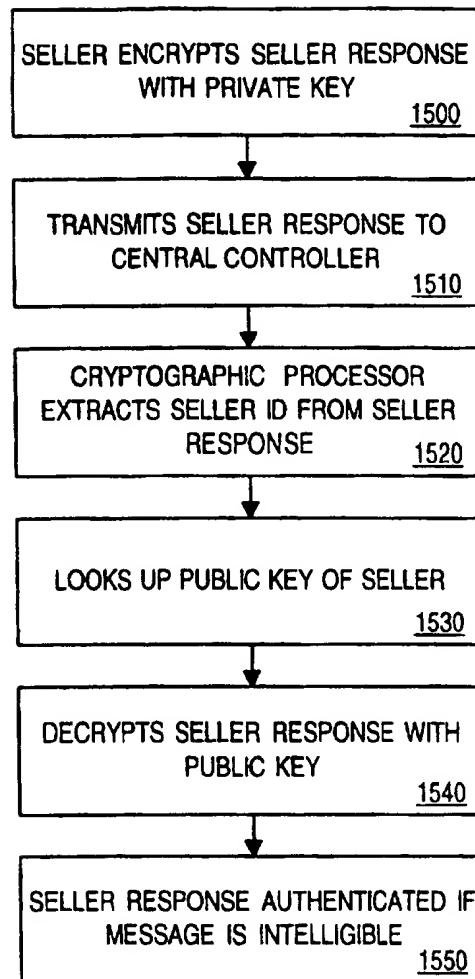 SELLER ENCRYPTS SELLER RESPONSE
WITH PRIVATE KEY
1500
TRANSMITS SELLER RESPONSE TO
CENTRAL CONTROLLER
1510
CRYPTOGRAPHIC PROCESSOR
EXTRACTS SELLER ID FROM SELLER
RESPONSE
1520
LOOKS UP PUBLIC KEY OF SELLER
1530
DECRYPTS SELLER RESPONSE WITH
PUBLIC KEY
1540
SELLER RESPONSE AUTHENTICATED IF
MESSAGE IS INTELLIGIBLE
1550